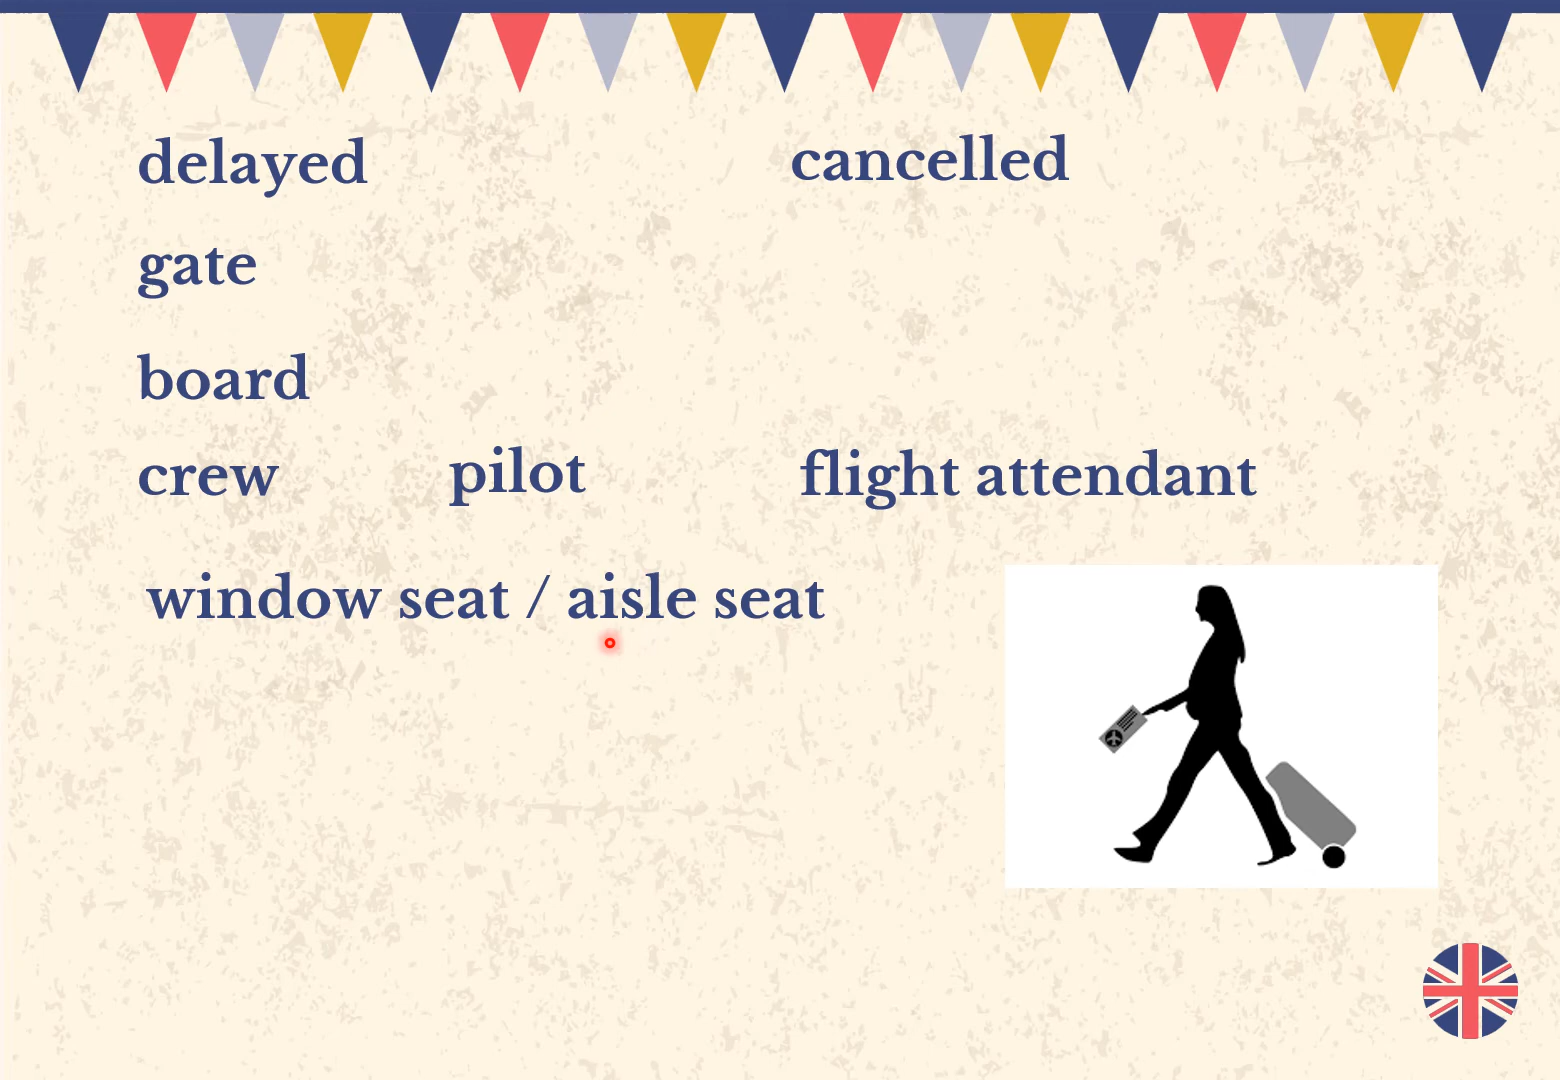 delayed cancelled
gate
board
crew pilot flight attendant
window seat / aisle seat